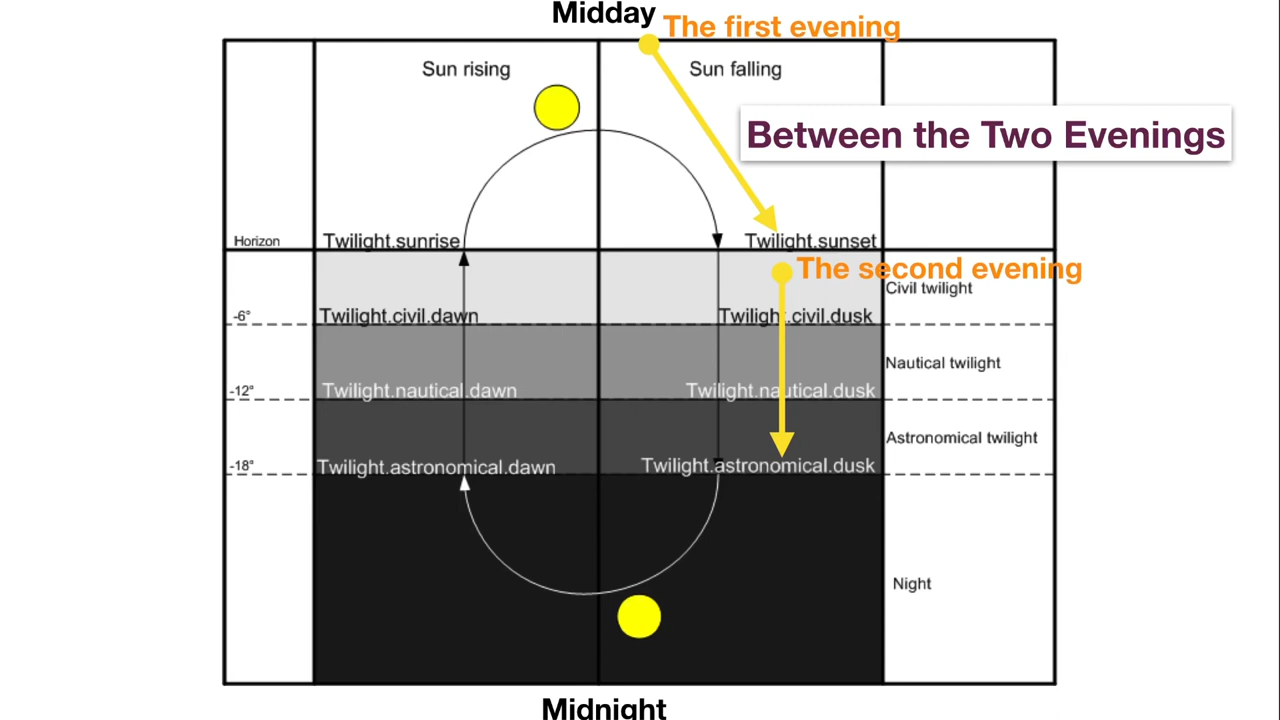 Midday
The first evening
Sun rising
Sun falling
Between the Two Evenings
Horizon
Twilight.sunrise
Twilight.sunset
The second evening
Civil twilight
-6°
Twilight.civil.dawn
Twilight.civil.dusk
Nautical twilight
-12°
Twilight.nautical.dawn
Twilight.nautical.dusk
Astronomical twilight
-18°
Twilight.astronomical.dawn
Twilight.astronomical.dusk
Night
Midnight